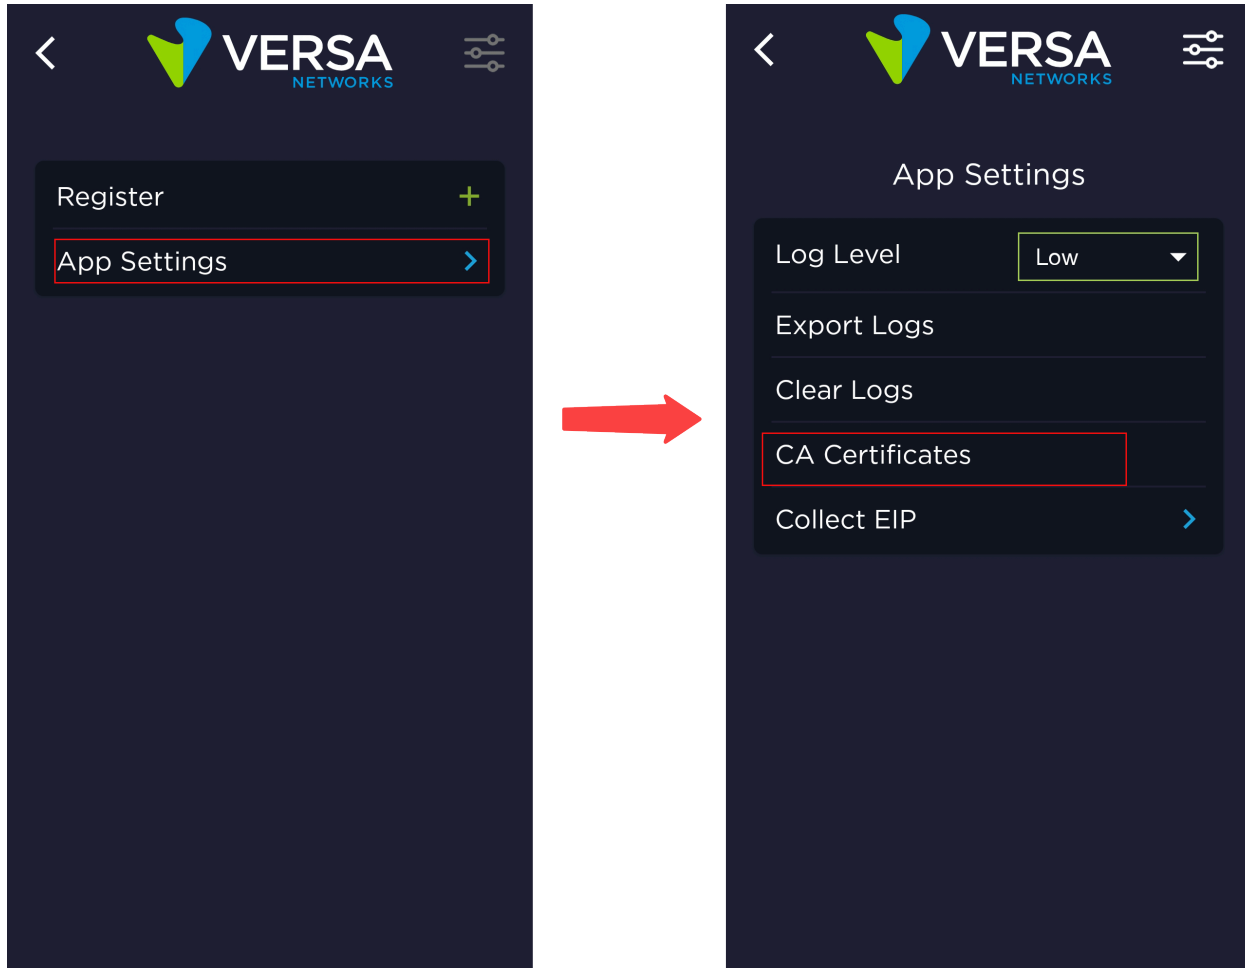 VERSA
NETWORKS
Register
App Settings
VERSA
NETWORKS
App Settings
Log Level
Low
Export Logs
Clear Logs
CA Certificates
Collect EIP